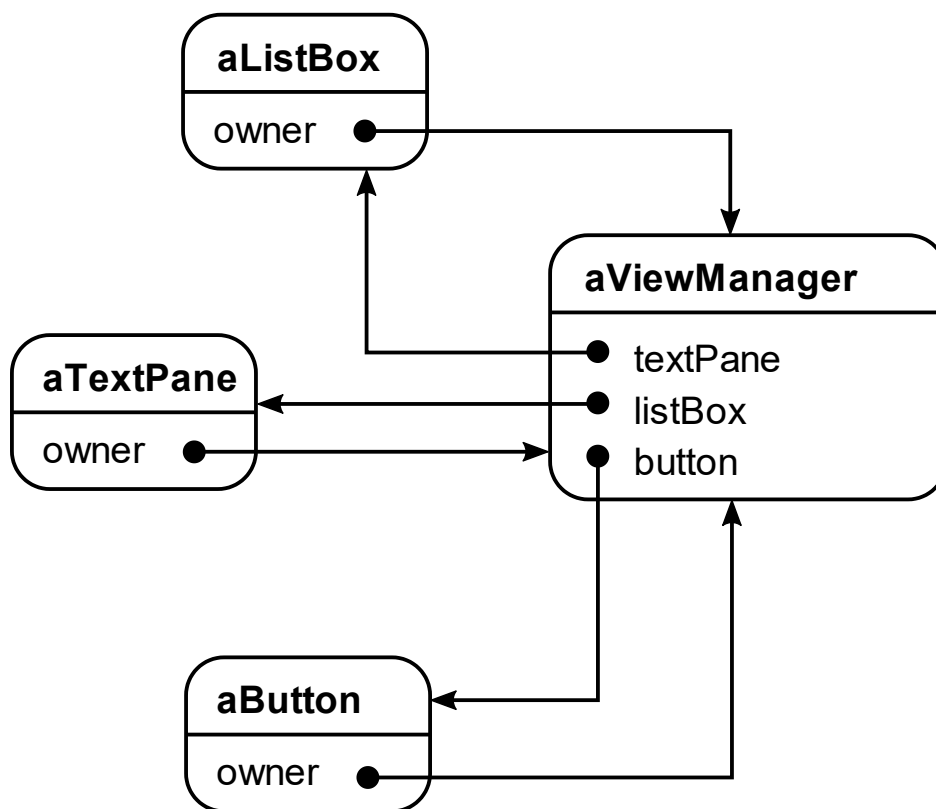 aListBox
owner
aViewManager
textPane
listBox
button
aTextPane
owner
aButton
owner